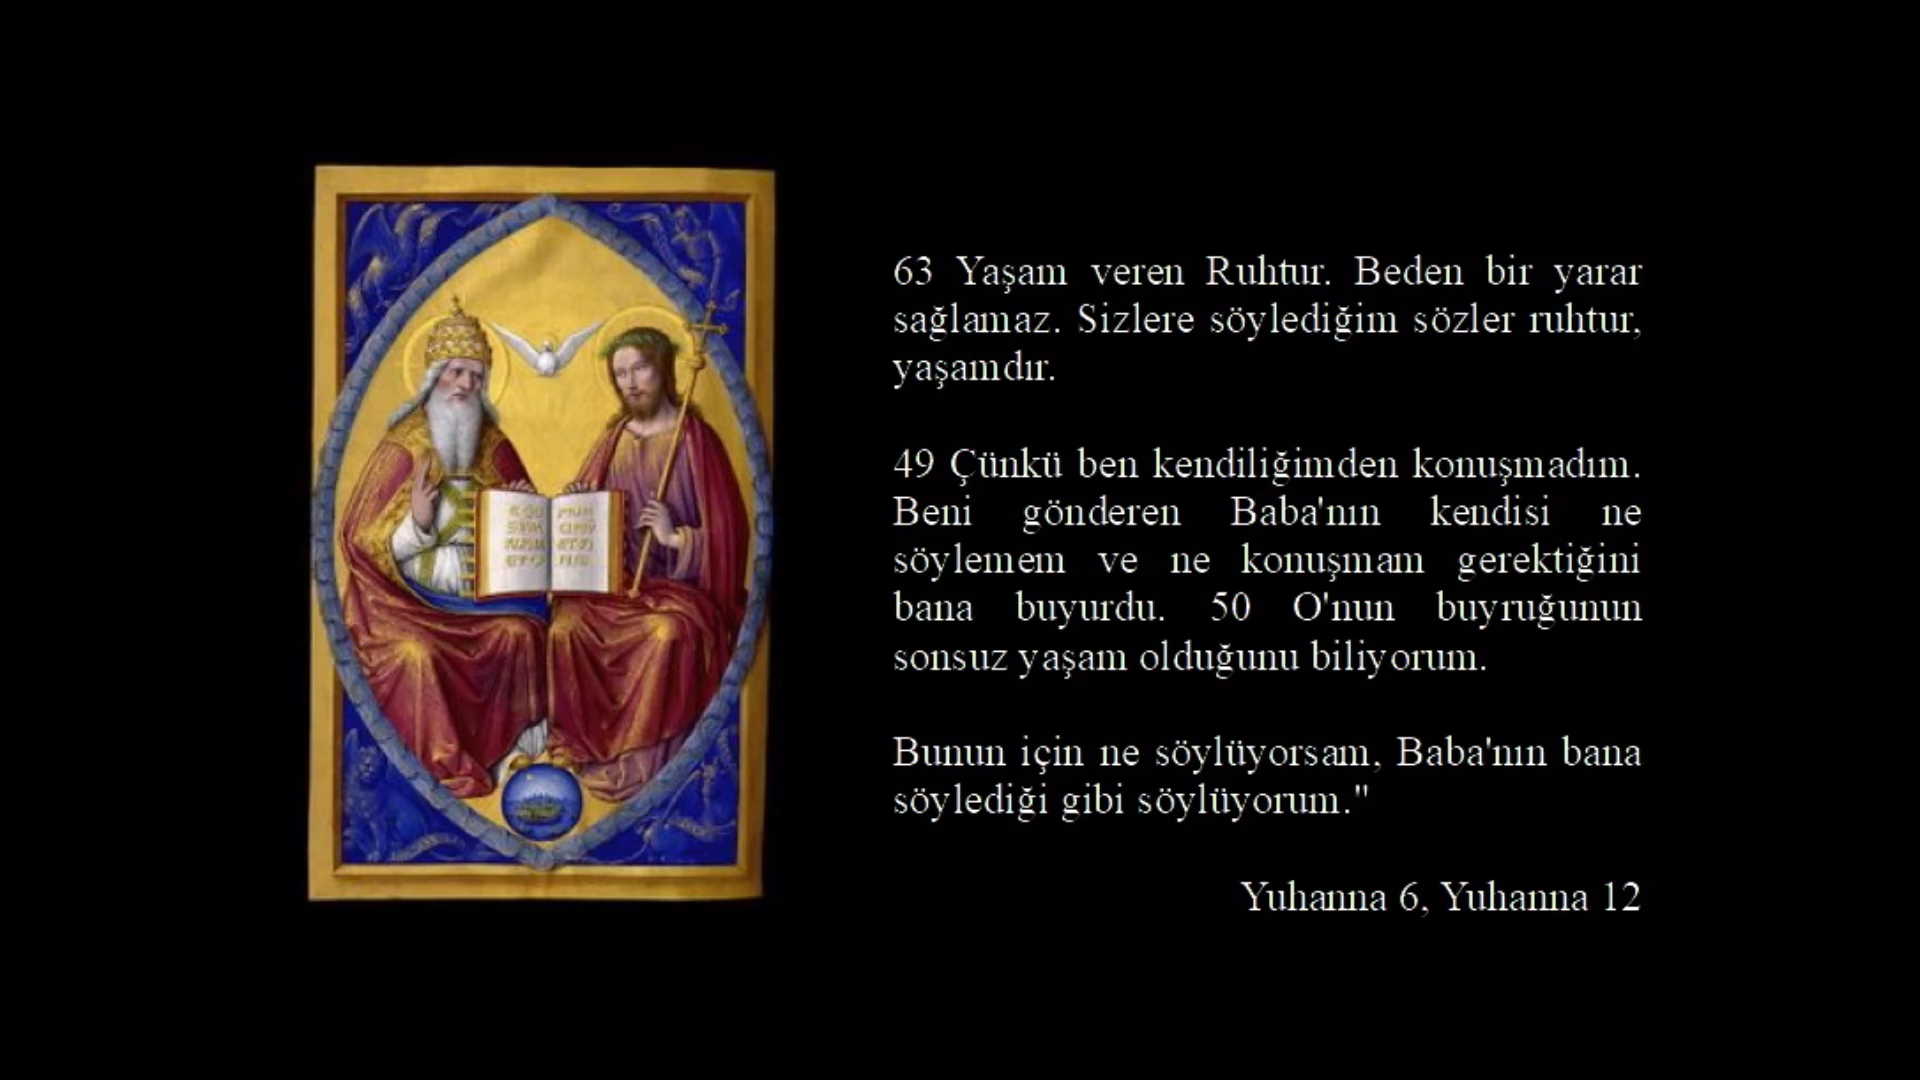 63 Yaşam veren Ruhtur. Beden bir yarar
sağlamaz. Sizlere söylediğim sözler ruhtur,
yaşamdır.
49 Çünkü ben kendiliğimden konuşmadım.
Beni gönderen Baba'nın kendisi ne
söylemem ve ne konuşmam gerektiğini
bana buyurdu. 50 O'nun buyruğunun
sonsuz yaşam olduğunu biliyorum.
Bunun için ne söylüyorsam, Baba'nın bana
söylediği gibi söylüyorum."
Yuhanna 6, Yuhanna 12